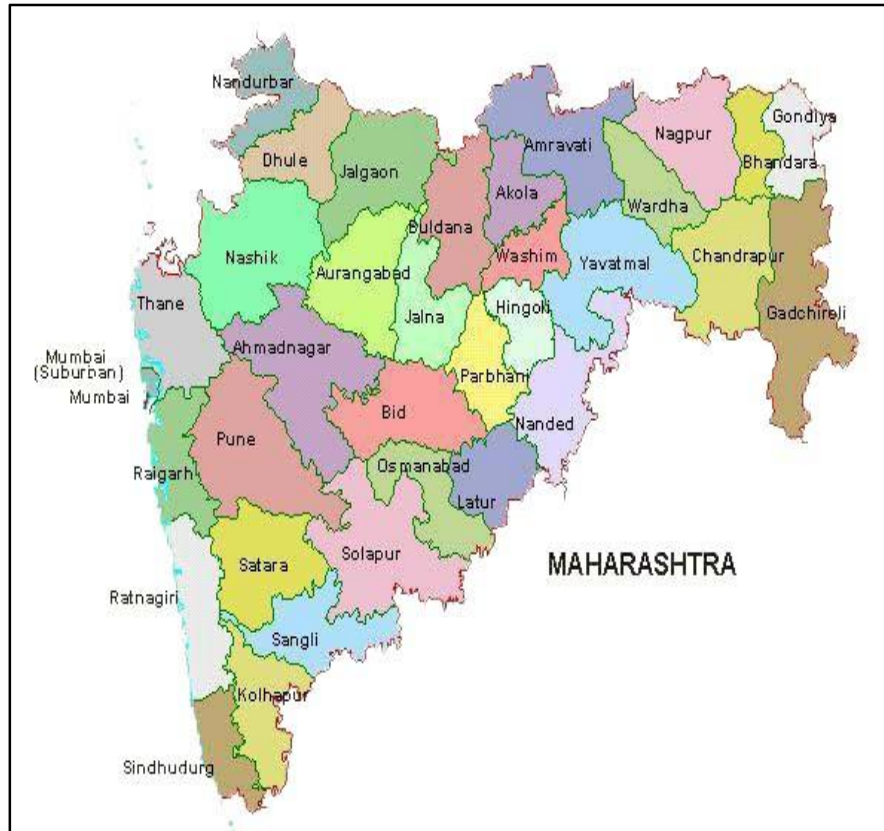 Nandurbar
Dhule
Jalgaon
Buldana
Akola
Amravati
Nagpur
Gondiya
Bhandara
Wardha
Nashik
Aurangabad
Jalna
Washim
Yavatmal
Chandrapur
Gadchireli
Hingoli
Thane
Ahmadnagar
Parbhani
Mumbai
(Suburban)
Mumbai
Bid
Nanded
Pune
Raigarh
Osmanabad
Latur
Satara
Solapur
MAHARASHTRA
Ratnagiri
Sangli
Kolhapur
Sindhudurg